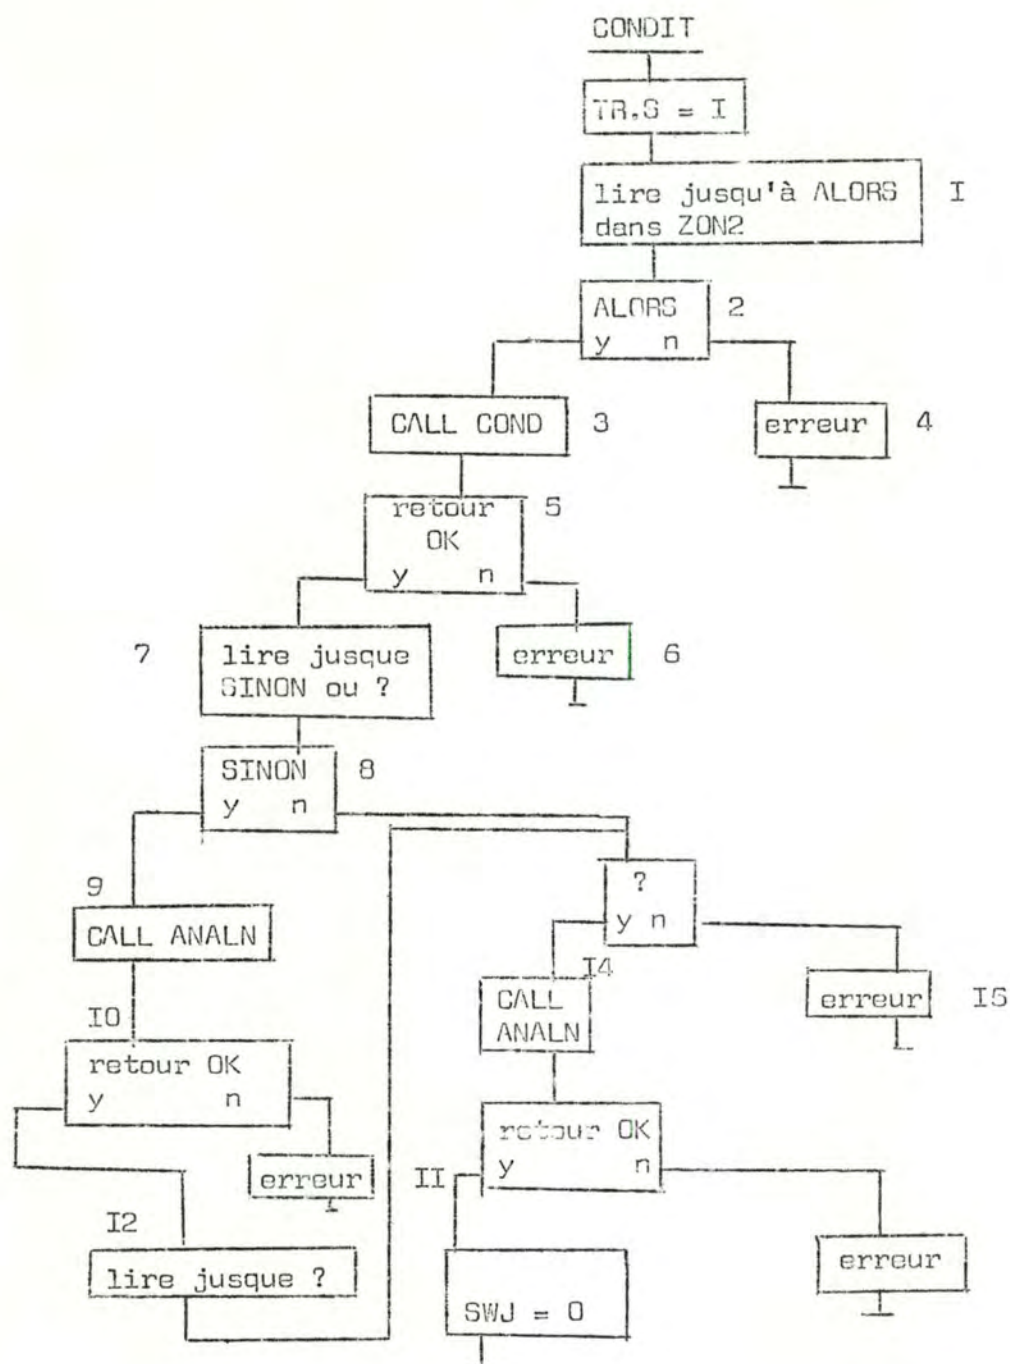 CONDIT
TR.S = I
lire jusqu'à ALORS I
dans ZON2
ALORS 2
y n
CALL COND 3
erreur 4
retour 5
OK
y n
7
lire jusque
SINON ou ?
erreur 6
SINON 8
y n
?
y n
9
CALL ANALN
I4
CALL
ANALN
erreur I5
I0
retour OK
y n
erreur
retour OK
y n
II
I2
lire jusque ?
SWJ = 0
erreur